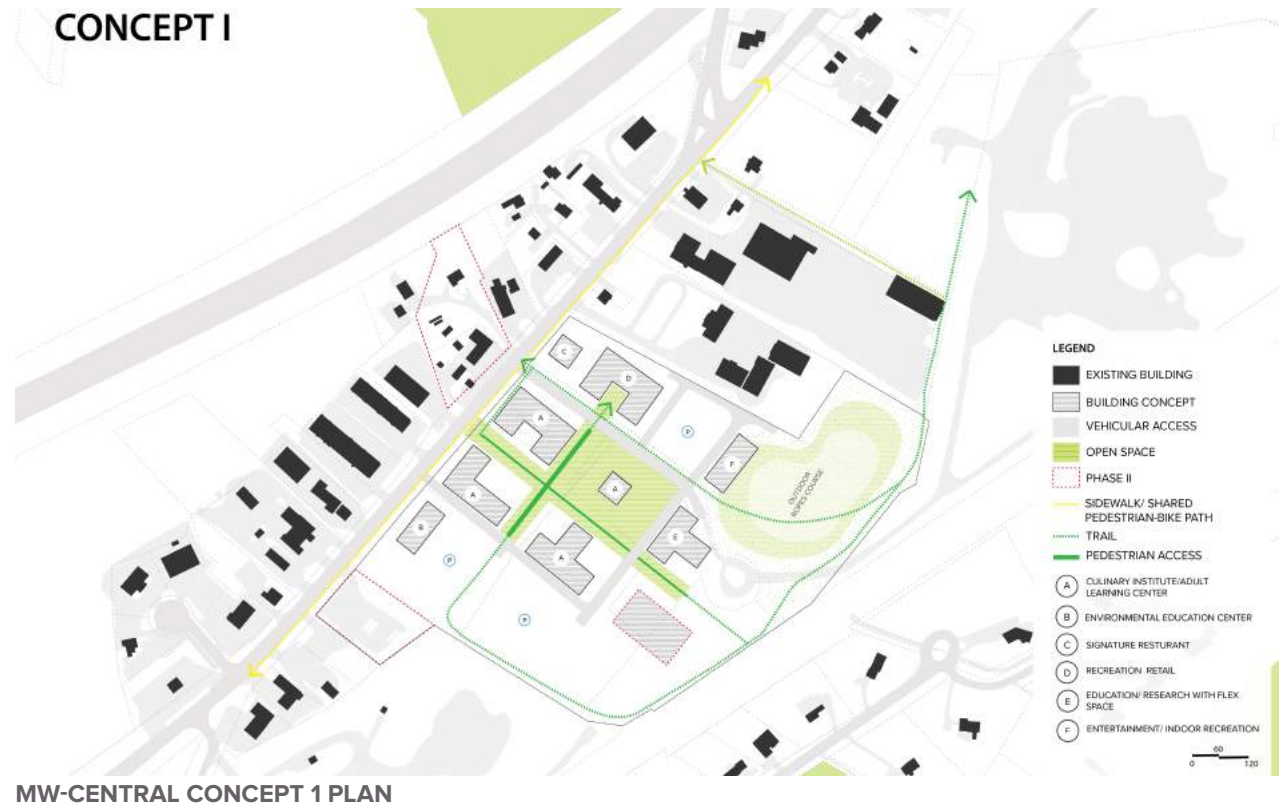 CONCEPT I
C
D
A
P
F
A
A
B
P
A
E
P
OUTDOOR
ROPES COURSE
LEGEND
EXISTING BUILDING
BUILDING CONCEPT
VEHICULAR ACCESS
OPEN SPACE
PHASE II
SIDEWALK/ SHARED
PEDESTRIAN-BIKE PATH
TRAIL
PEDESTRIAN ACCESS
A CULINARY INSTITUTE/ADULT
LEARNING CENTER
B ENVIRONMENTAL EDUCATION CENTER
C SIGNATURE RESTURANT
D RECREATION RETAIL
E EDUCATION/ RESEARCH WITH FLEX
SPACE
F ENTERTAINMENT/ INDOOR RECREATION
0 60 120
MW-CENTRAL CONCEPT 1 PLAN